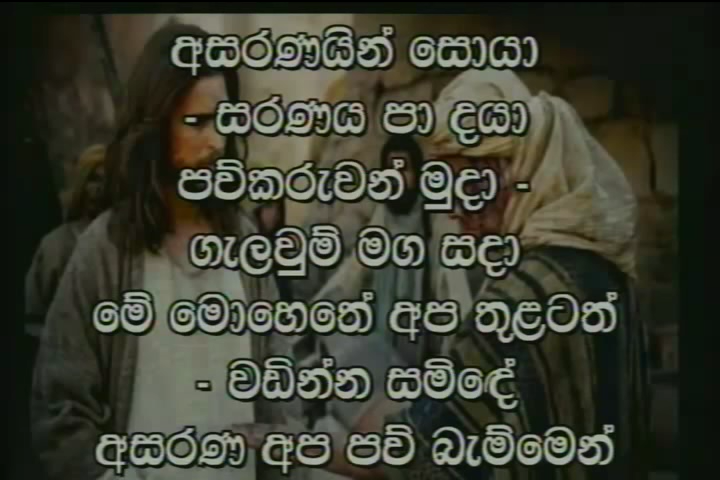 අසරණයින් සොයා
- සරණය පා දයා
පව්කරුවන් මුදා -
ගැලවුම් මග සදා
මේ මොහෙතේ අප තුළටත්
- වඩින්න සමිඳේ
අසරණ අප පව් බැම්මෙන්